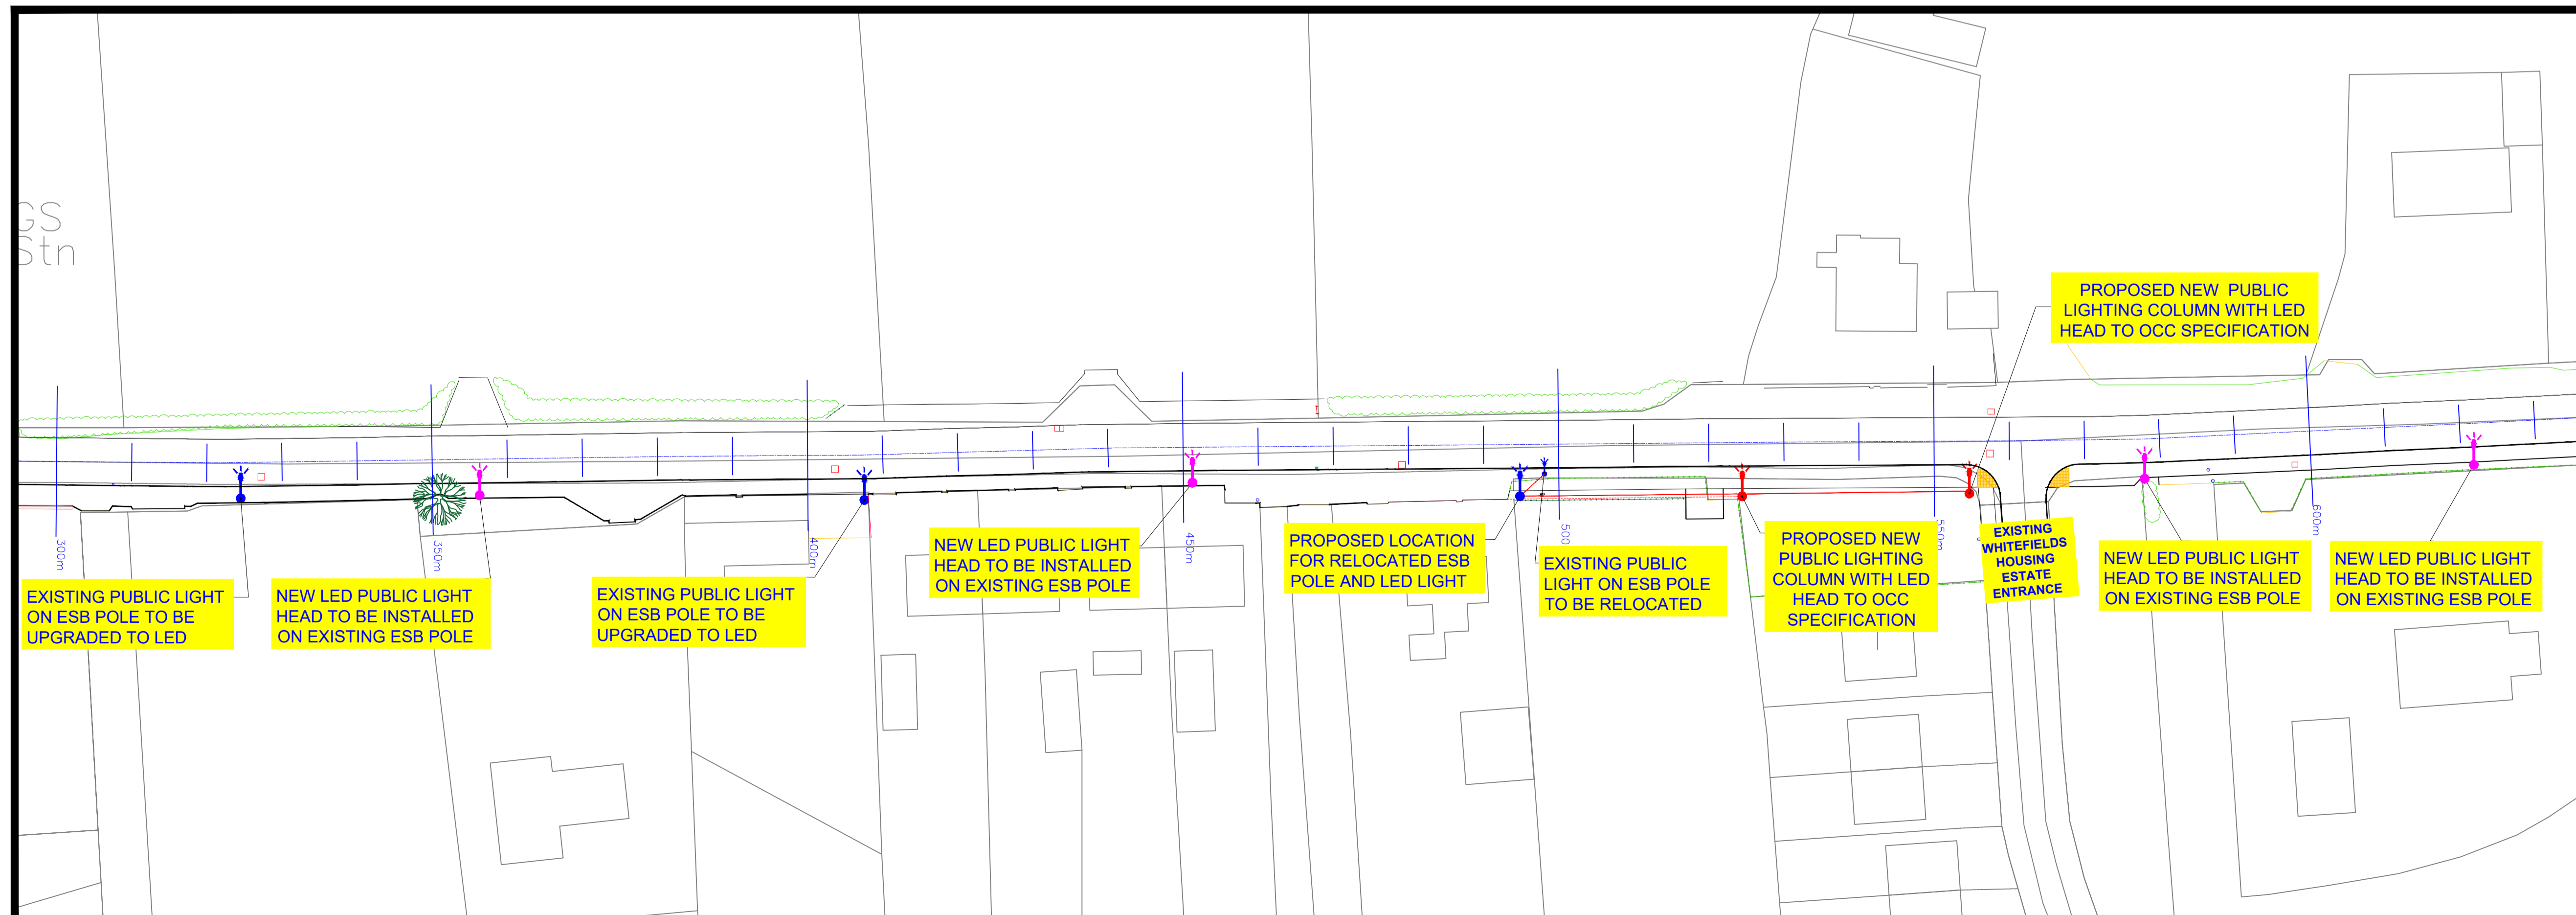 GS
Stn
PROPOSED NEW PUBLIC
LIGHTING COLUMN WITH LED
HEAD TO OCC SPECIFICATION
300m
350m
400m
450m
500
550m
600m
EXISTING PUBLIC LIGHT
ON ESB POLE TO BE
UPGRADED TO LED
NEW LED PUBLIC LIGHT
HEAD TO BE INSTALLED
ON EXISTING ESB POLE
EXISTING PUBLIC LIGHT
ON ESB POLE TO BE
UPGRADED TO LED
NEW LED PUBLIC LIGHT
HEAD TO BE INSTALLED
ON EXISTING ESB POLE
PROPOSED LOCATION
FOR RELOCATED ESB
POLE AND LED LIGHT
EXISTING PUBLIC
LIGHT ON ESB POLE
TO BE RELOCATED
PROPOSED NEW
PUBLIC LIGHTING
COLUMN WITH LED
HEAD TO OCC
SPECIFICATION
EXISTING
WHITEFIELDS
HOUSING
ESTATE
ENTRANCE
NEW LED PUBLIC LIGHT
HEAD TO BE INSTALLED
ON EXISTING ESB POLE
NEW LED PUBLIC LIGHT
HEAD TO BE INSTALLED
ON EXISTING ESB POLE